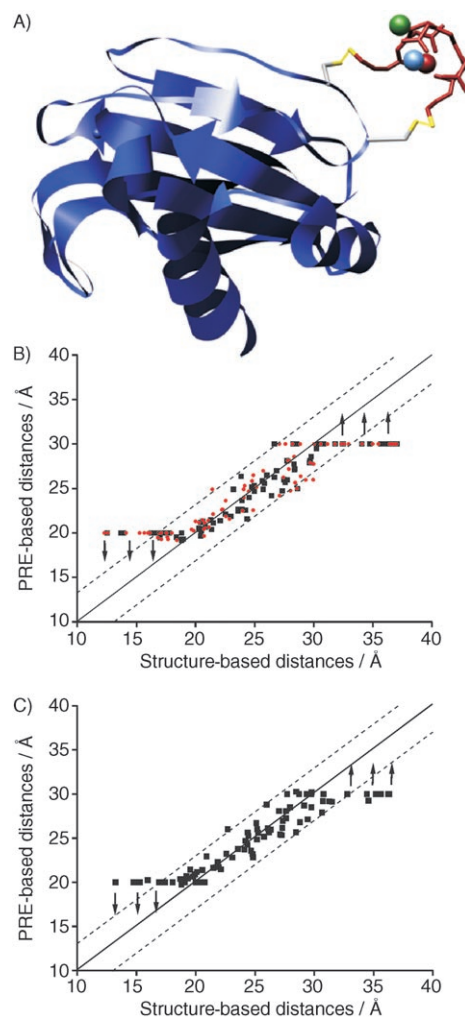 A)
B)
PRE-based distances / Å
40
35
30
25
20
15
10
10 15 20 25 30 35 40
Structure-based distances / Å
C)
PRE-based distances / Å
40
35
30
25
20
15
10
10 15 20 25 30 35 40
Structure-based distances / Å